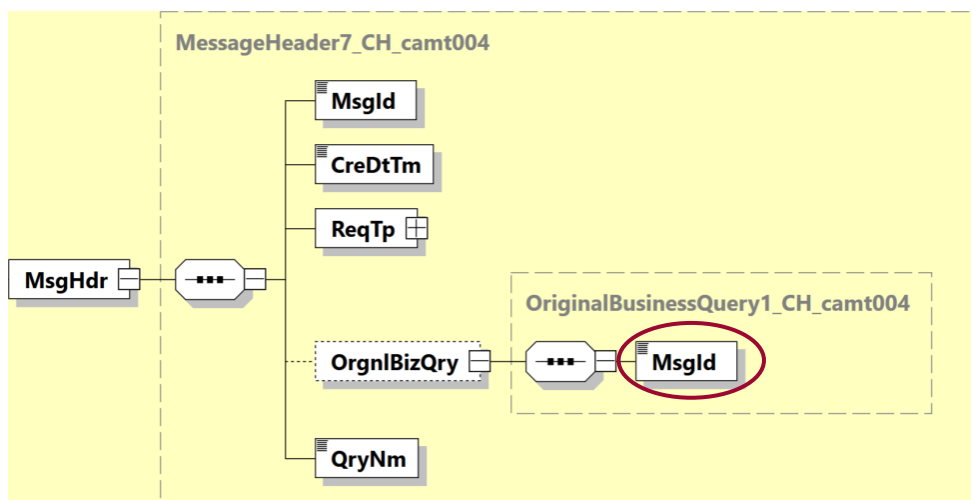 MessageHeader7_CH_camt004
MsgId
CreDtTm
ReqTp
MsgHdr
OriginalBusinessQuery1_CH_camt004
OrgnlBizQry
MsgId
QryNm